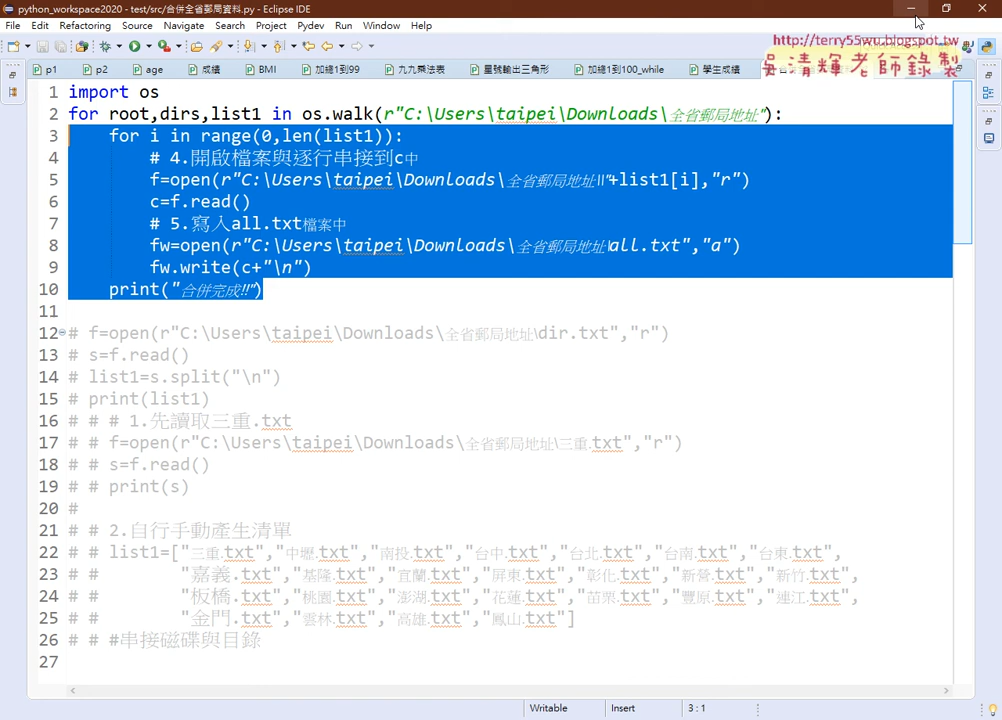 python_workspace2020 - test/src/合併全省郵局資料.py - Eclipse IDE
File Edit Refactoring Source Navigate Search Project Pydev Run Window Help
http://terry55wu.blogspot.tw
吳清輝老師錄製
p1 p2 age 成績 BMI 加總1到99 九九乘法表 星號輸出三角形 加總1到100_while 學生成績
1 import os
2 for root,dirs,list1 in os.walk(r"C:\Users\taipei\Downloads\全省郵局地址"):
3 for i in range(0,len(list1)):
4 # 4.開啟檔案與逐行串接到c中
5 f=open(r"C:\Users\taipei\Downloads\全省郵局地址\\"+list1[i],"r")
6 c=f.read()
7 # 5.寫入all.txt檔案中
8 fw=open(r"C:\Users\taipei\Downloads\全省郵局地址\all.txt","a")
9 fw.write(c+"\n")
10 print("合併完成!!")
11
12 # f=open(r"C:\Users\taipei\Downloads\全省郵局地址\dir.txt","r")
13 # s=f.read()
14 # list1=s.split("\n")
15 # print(list1)
16 # # # 1.先讀取三重.txt
17 # # f=open(r"C:\Users\taipei\Downloads\全省郵局地址\三重.txt","r")
18 # # s=f.read()
19 # # print(s)
20 #
21 # # 2.自行手動產生清單
22 # # list1=["三重.txt","中壢.txt","南投.txt","台中.txt","台北.txt","台南.txt","台東.txt",
23 # # "嘉義.txt","基隆.txt","宜蘭.txt","屏東.txt","彰化.txt","新營.txt","新竹.txt",
24 # # "板橋.txt","桃園.txt","澎湖.txt","花蓮.txt","苗栗.txt","豐原.txt","連江.txt",
25 # # "金門.txt","雲林.txt","高雄.txt","鳳山.txt"]
26 # # #串接磁碟與目錄
27
Writable Insert 3 : 1